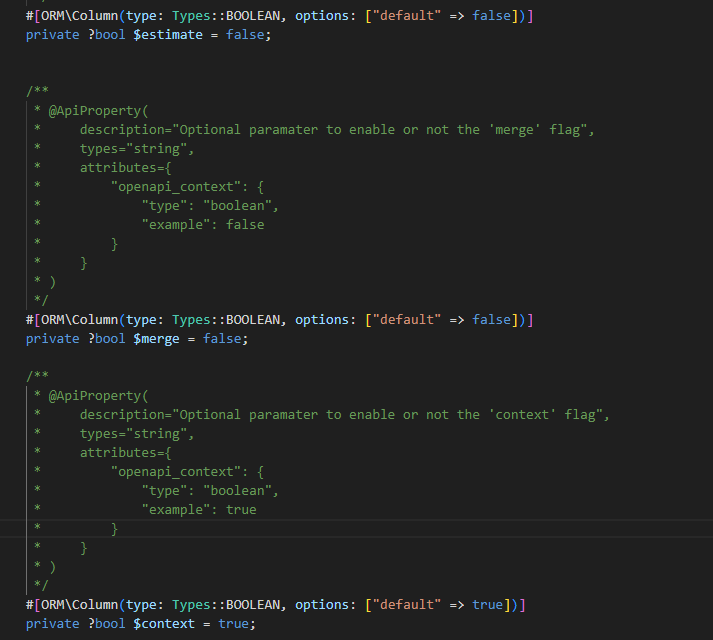 #[ORM\Column(type: Types::BOOLEAN, options: ["default" => false])]
private ?bool $estimate = false;
/**
 * @ApiProperty(
 *     description="Optional paramater to enable or not the 'merge' flag",
 *     types="string",
 *     attributes={
 *         "openapi_context": {
 *             "type": "boolean",
 *             "example": false
 *         }
 *     }
 * )
 */
#[ORM\Column(type: Types::BOOLEAN, options: ["default" => false])]
private ?bool $merge = false;
/**
 * @ApiProperty(
 *     description="Optional paramater to enable or not the 'context' flag",
 *     types="string",
 *     attributes={
 *         "openapi_context": {
 *             "type": "boolean",
 *             "example": true
 *         }
 *     }
 * )
 */
#[ORM\Column(type: Types::BOOLEAN, options: ["default" => true])]
private ?bool $context = true;